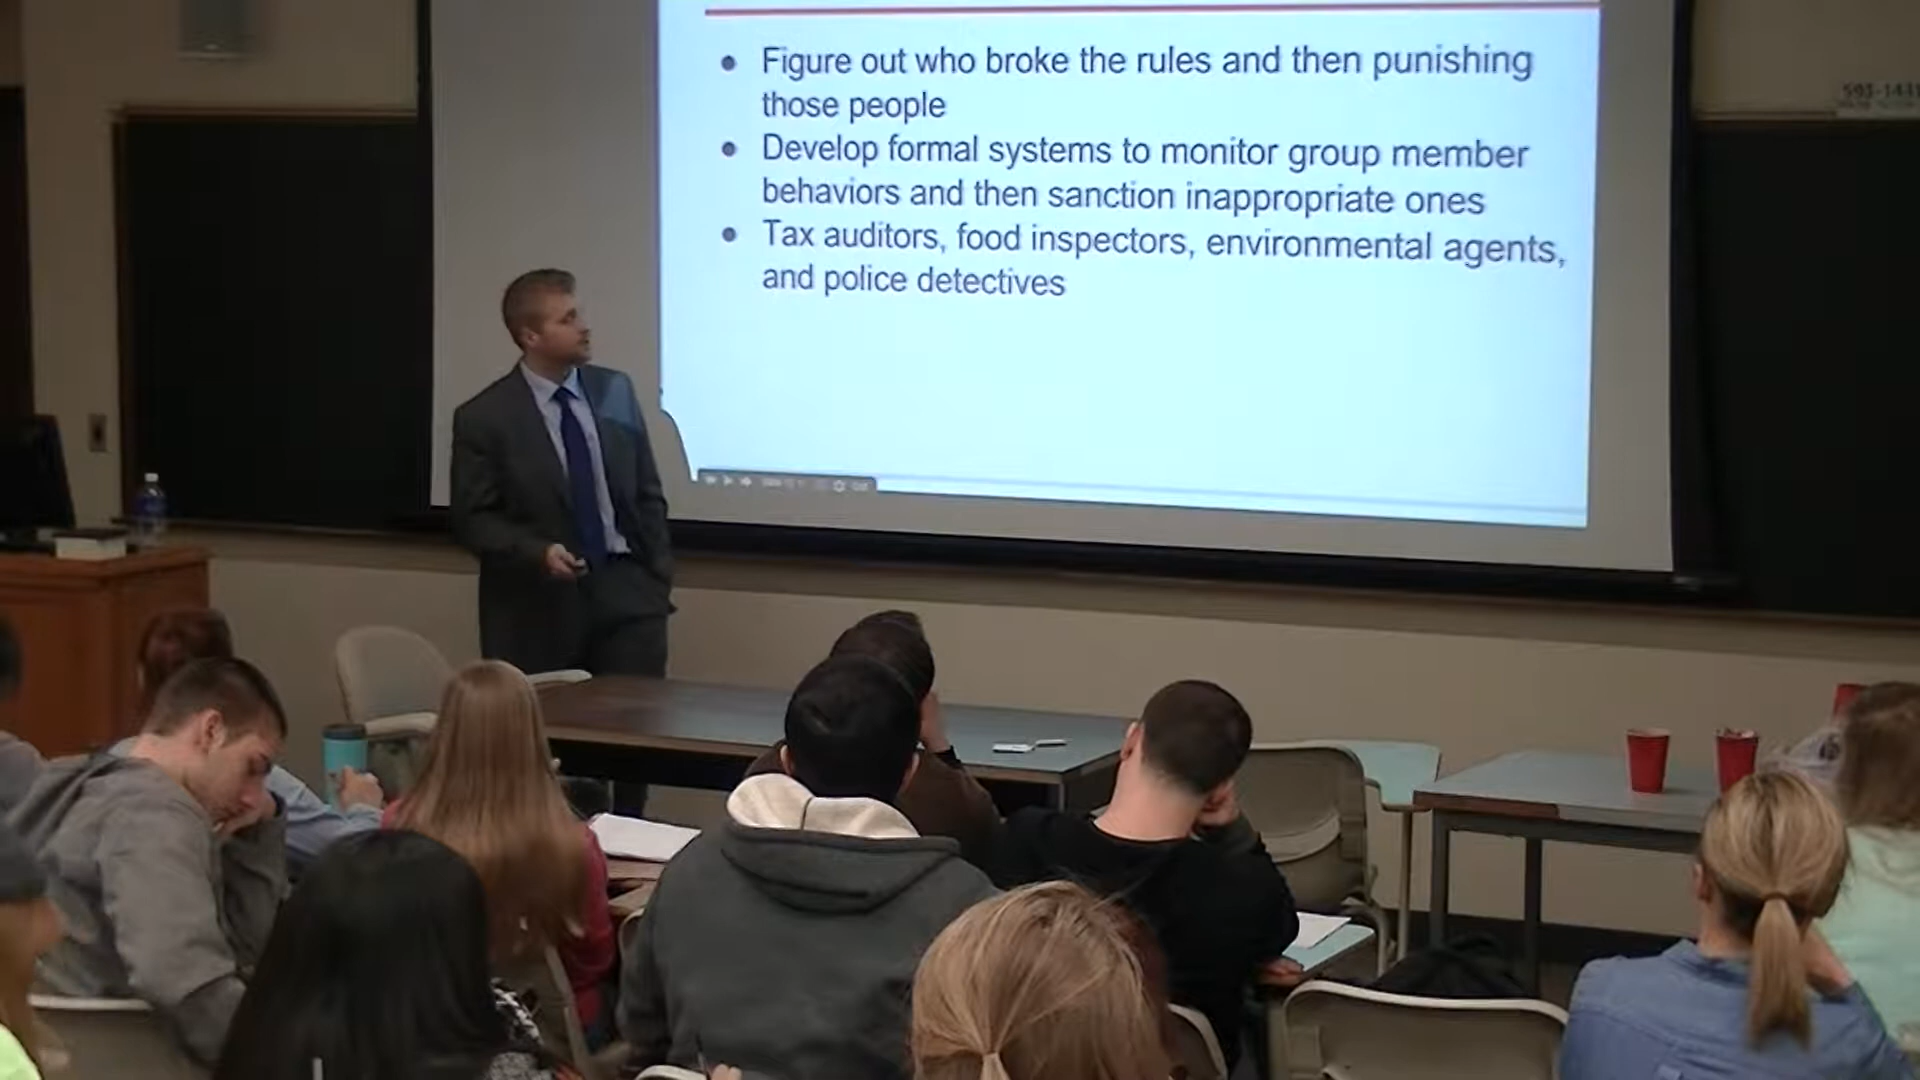 ● Figure out who broke the rules and then punishing
those people
● Develop formal systems to monitor group member
behaviors and then sanction inappropriate ones
● Tax auditors, food inspectors, environmental agents,
and police detectives